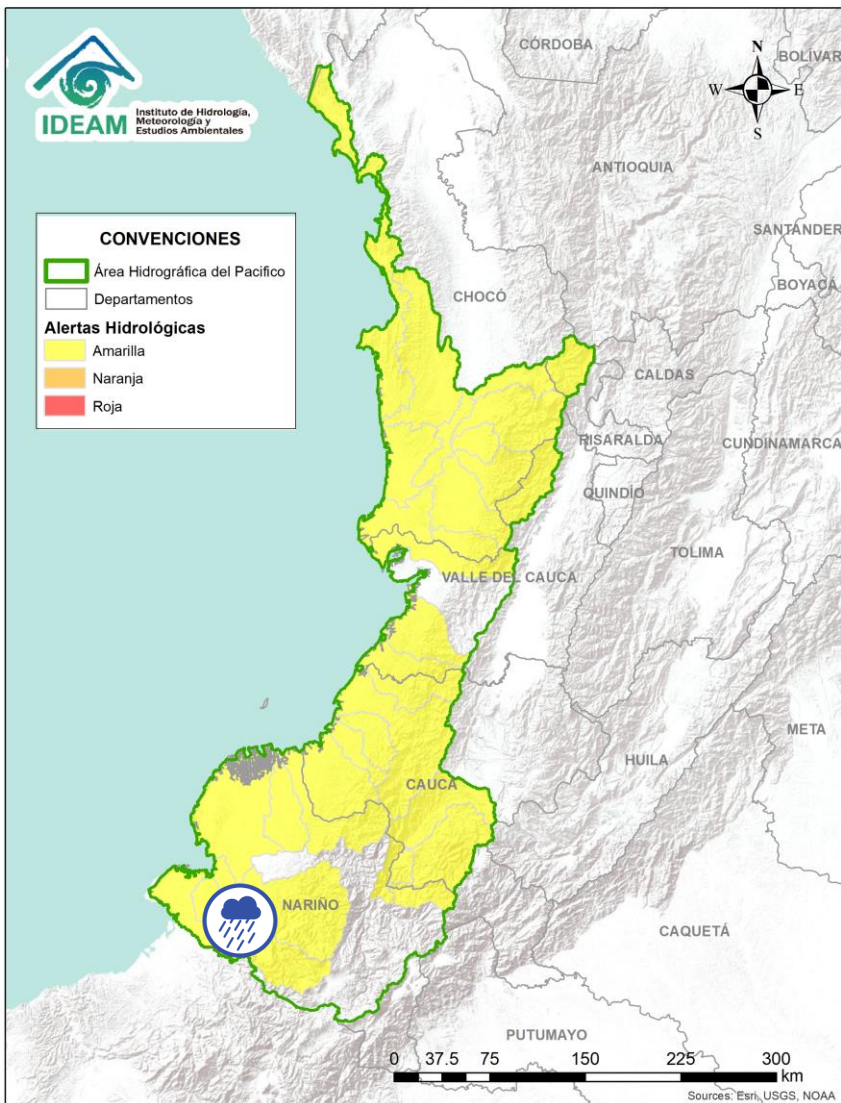 IDEAM
Instituto de Hidrología,
Meteorología y
Estudios Ambientales
N
W
E
S
CONVENCIONES
Área Hidrográfica del Pacifico
Departamentos
Alertas Hidrológicas
Amarilla
Naranja
Roja
CÓRDOBA
BOLÍVAR
ANTIOQUIA
SANTANDER
BOYACÁ
CHOCÓ
CALDAS
RISARALDA
CUNDINAMARCA
QUINDÍO
TOLIMA
VALLE DEL CAUCA
META
HUILA
CAUCA
NARIÑO
CAQUETÁ
PUTUMAYO
0 37.5 75 150 225 300
km
Sources: Esri, USGS, NOAA